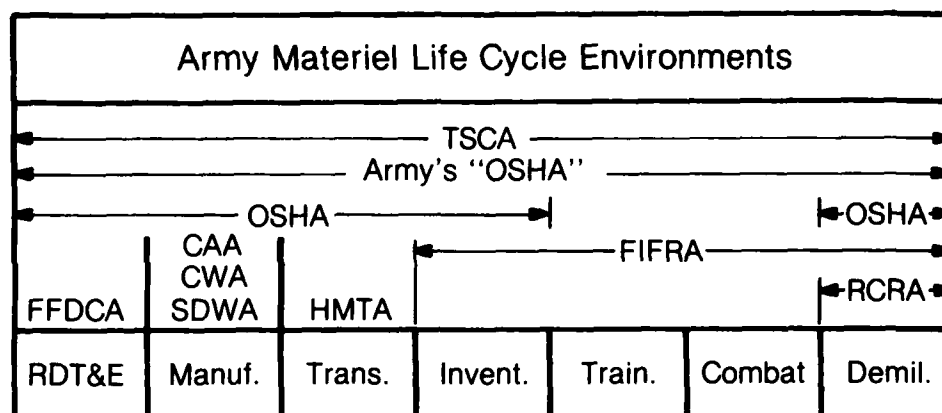 Army Materiel Life Cycle Environments
TSCA
Army's "OSHA"
OSHA OSHA
CAA FIFRA
CWA
FFDCA SDWA HMTA RCRA
RDT&E Manuf. Trans. Invent. Train. Combat Demil.